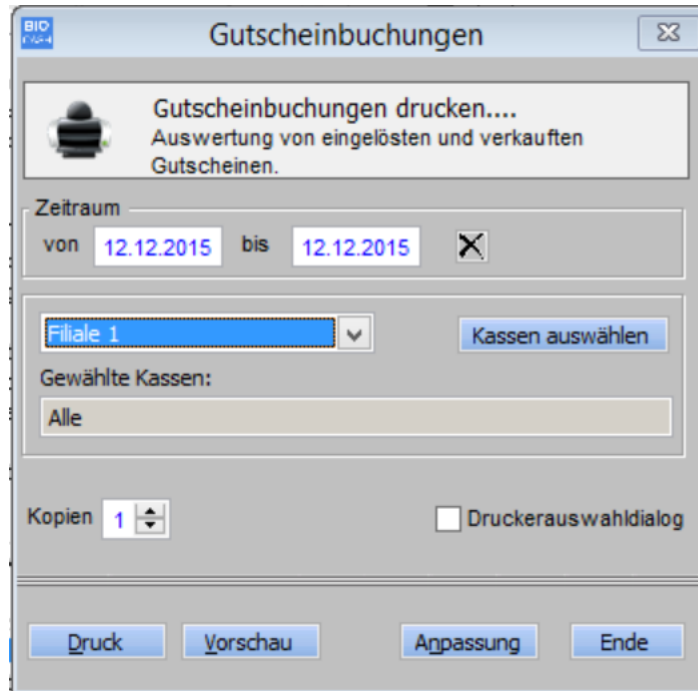 BIO
CASH
Gutscheinbuchungen
Gutscheinbuchungen drucken....
Auswertung von eingelösten und verkauften
Gutscheinen.
Zeitraum
von 12.12.2015 bis 12.12.2015
Filiale 1 Kassen auswählen
Gewählte Kassen:
Alle
Kopien 1 Druckerauswahldialog
Druck Vorschau Anpassung Ende